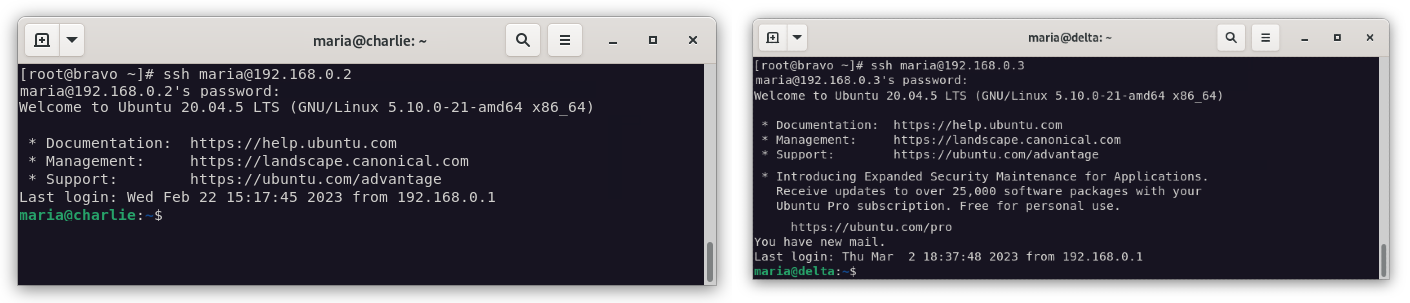 maria@charlie: ~
[root@bravo ~]# ssh maria@192.168.0.2
maria@192.168.0.2's password:
Welcome to Ubuntu 20.04.5 LTS (GNU/Linux 5.10.0-21-amd64 x86_64)
* Documentation:  https://help.ubuntu.com
* Management:     https://landscape.canonical.com
* Support:        https://ubuntu.com/advantage
Last login: Wed Feb 22 15:17:45 2023 from 192.168.0.1
maria@charlie:~$
maria@delta: ~
[root@bravo ~]# ssh maria@192.168.0.3
maria@192.168.0.3's password:
Welcome to Ubuntu 20.04.5 LTS (GNU/Linux 5.10.0-21-amd64 x86_64)
* Documentation:  https://help.ubuntu.com
* Management:     https://landscape.canonical.com
* Support:        https://ubuntu.com/advantage
* Introducing Expanded Security Maintenance for Applications.
Receive updates to over 25,000 software packages with your
Ubuntu Pro subscription. Free for personal use.
https://ubuntu.com/pro
You have new mail.
Last login: Thu Mar  2 18:37:48 2023 from 192.168.0.1
maria@delta:~$